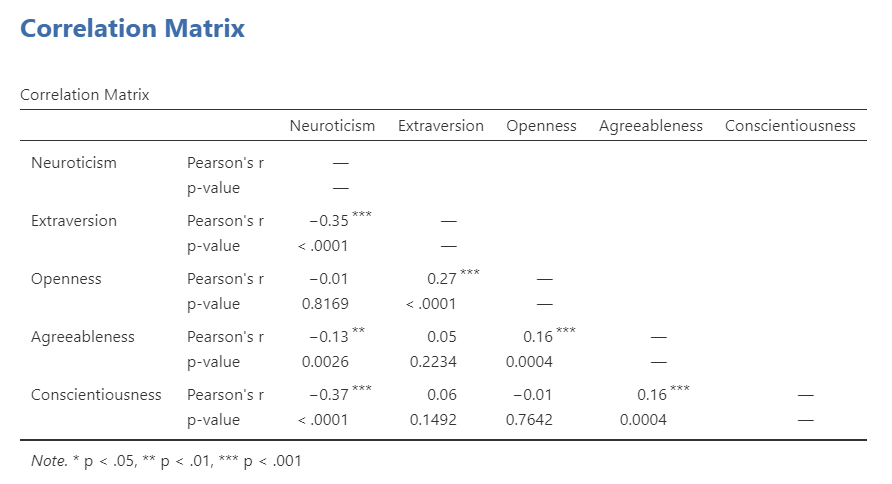 Correlation Matrix
Correlation Matrix
Neuroticism Extraversion Openness Agreeableness Conscientiousness
Neuroticism Pearson's r —
p-value —
Extraversion Pearson's r −0.35 *** —
p-value < .0001 —
Openness Pearson's r −0.01 0.27 *** —
p-value 0.8169 < .0001 —
Agreeableness Pearson's r −0.13 ** 0.05 0.16 *** —
p-value 0.0026 0.2234 0.0004 —
Conscientiousness Pearson's r −0.37 *** 0.06 −0.01 0.16 *** —
p-value < .0001 0.1492 0.7642 0.0004 —
Note. * p < .05, ** p < .01, *** p < .001